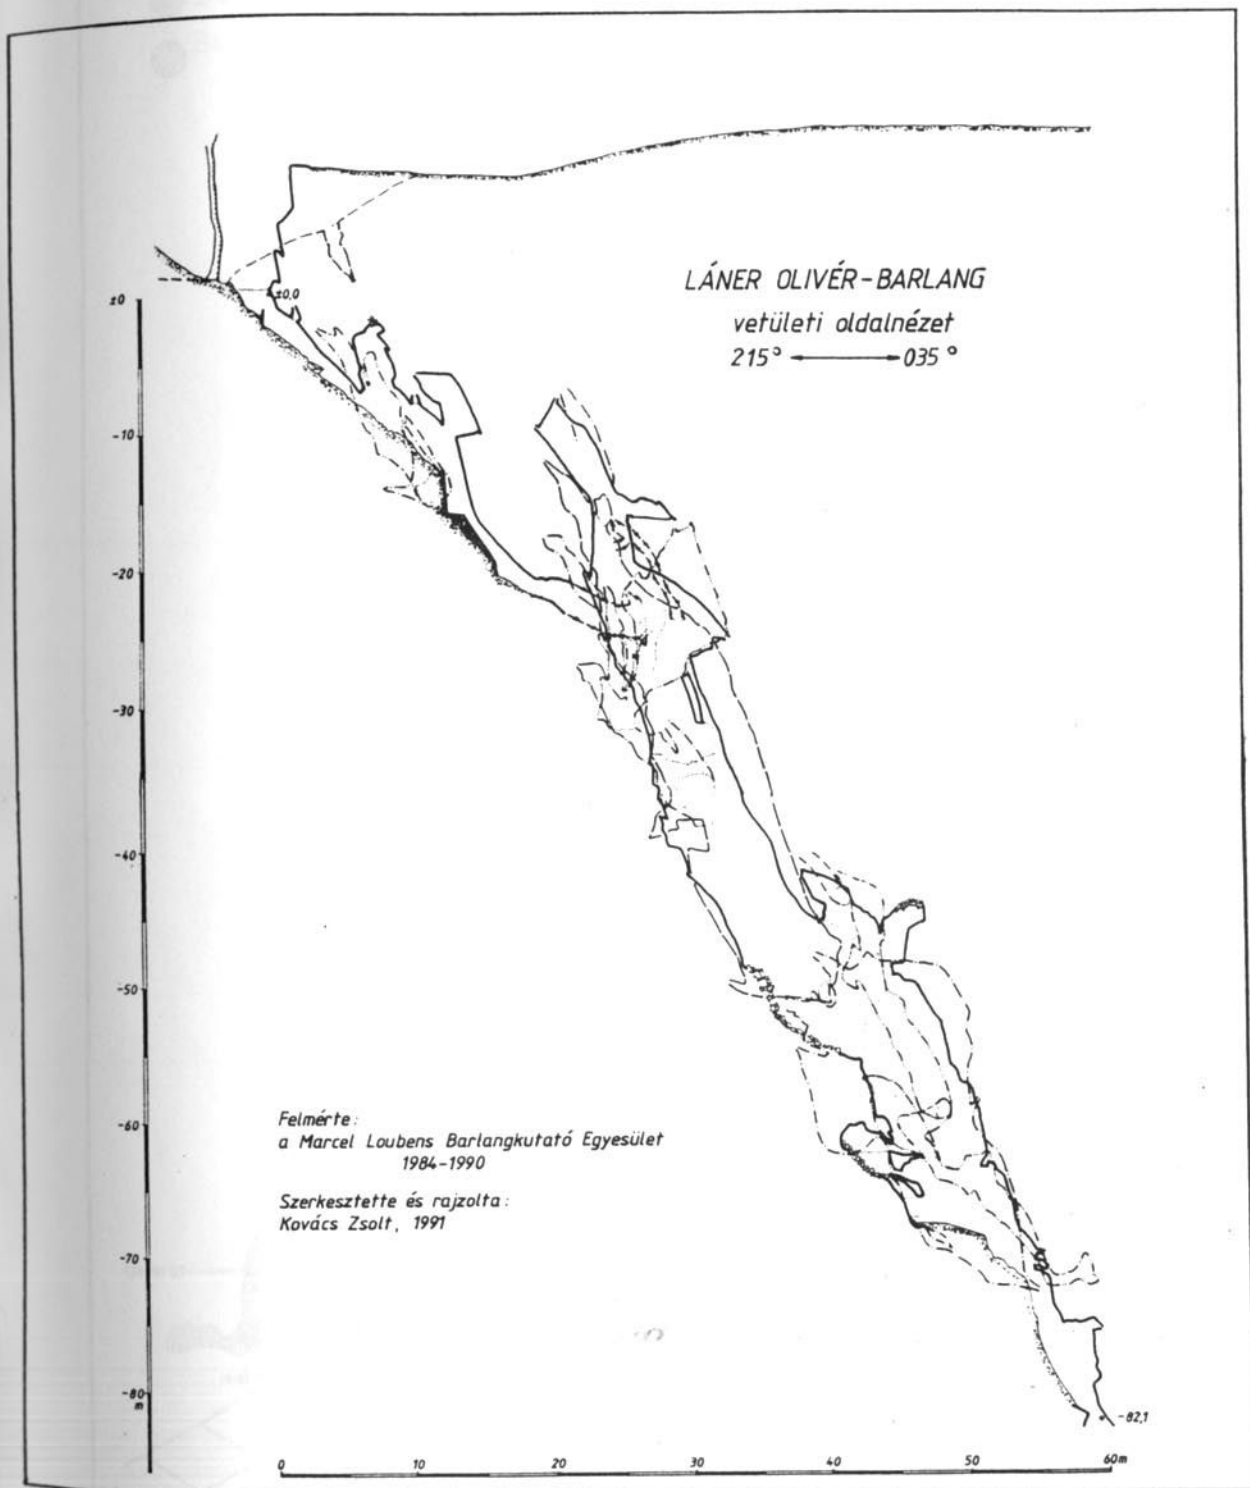 LÁNER OLIVÉR-BARLANG
vetületi oldalnézet
215° ⟷ 035°
±0,0
±0
-10
-20
-30
-40
-50
-60
-70
-80
m
Felmérte:
a Marcel Loubens Barlangkutató Egyesület
1984-1990
Szerkesztette és rajzolta:
Kovács Zsolt, 1991
-82,1
0 10 20 30 40 50 60m